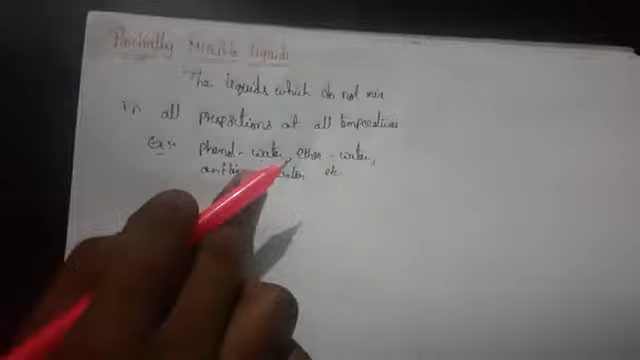 Partially Miscible liquids
The liquids which do not mix
in all proportions at all temperatures
Ex:- phenol - water, ether - water,
water etc